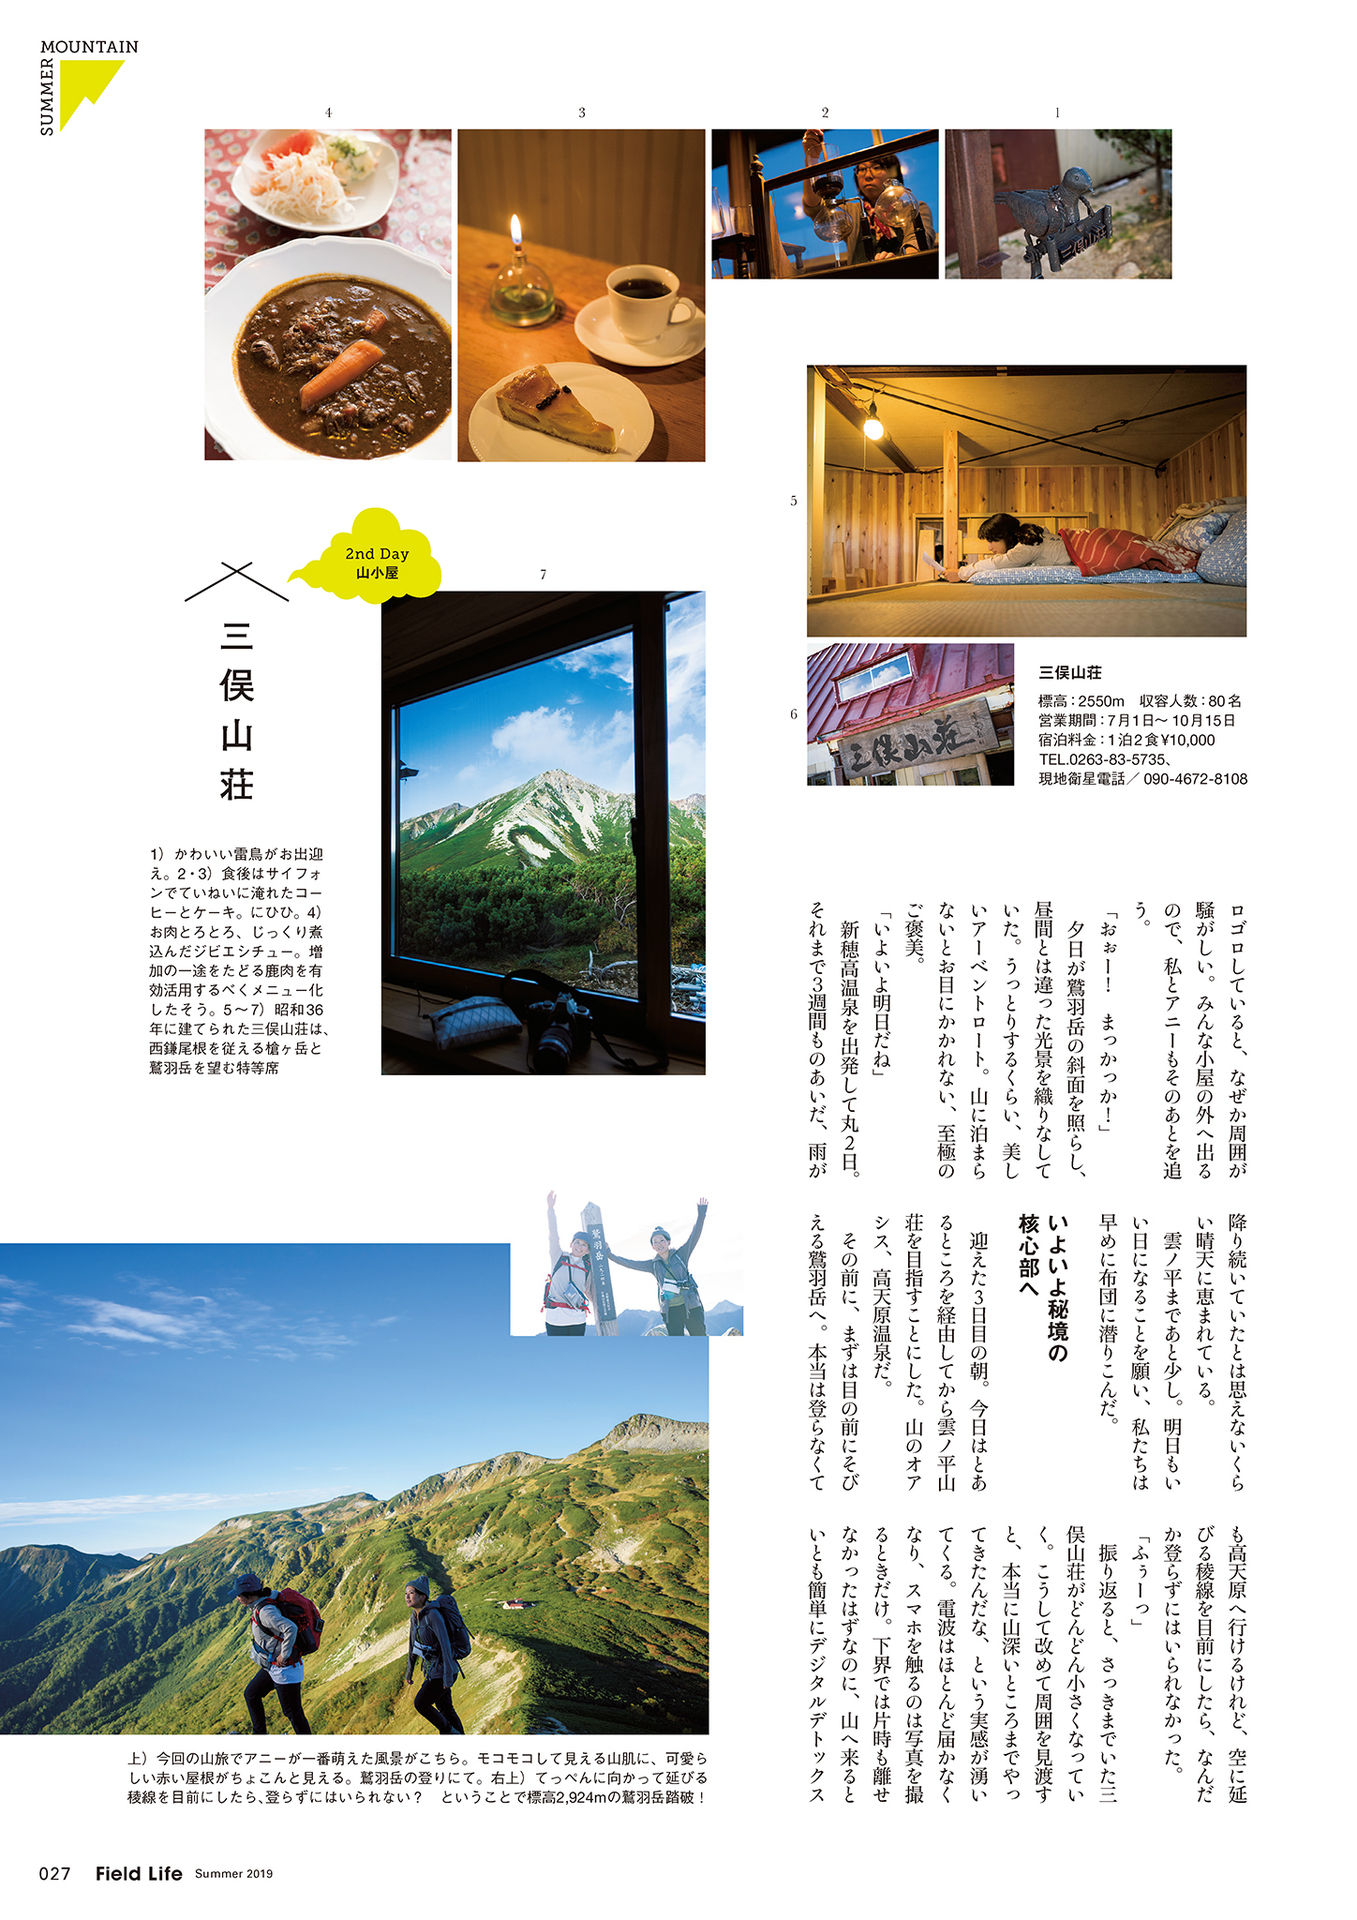 SUMMER
MOUNTAIN
4
3
2
1
三俣山荘
5
6
7
三俣山荘
三俣山荘
標高：2550m　収容人数：80名
営業期間：7月1日〜10月15日
宿泊料金：1泊2食¥10,000
TEL.0263-83-5735、
現地衛星電話／090-4672-8108
2nd Day
山小屋
三俣山荘
1）かわいい雷鳥がお出迎
え。2・3）食後はサイフォ
ンでていねいに淹れたコー
ヒーとケーキ。にひひ。4）
お肉とろとろ、じっくり煮
込んだジビエシチュー。増
加の一途をたどる鹿肉を有
効活用するべくメニュー化
したそう。5〜7）昭和36
年に建てられた三俣山荘は、
西鎌尾根を従える槍ヶ岳と
鷲羽岳を望む特等席
ロゴロしていると、なぜか周囲が
騒がしい。みんな小屋の外へ出る
ので、私とアニーもそのあとを追
う。
「おぉー！　まっかっか！」
夕日が鷲羽岳の斜面を照らし、
昼間とは違った光景を織りなして
いた。うっとりするくらい、美し
いアーベントロート。山に泊まら
ないとお目にかかれない、至極の
ご褒美。
「いよいよ明日だね」
新穂高温泉を出発して丸2日。
それまで3週間ものあいだ、雨が
降り続いていたとは思えないくら
い晴天に恵まれている。
雲ノ平まであと少し。明日もい
い日になることを願い、私たちは
早めに布団に潜りこんだ。
いよいよ秘境の
核心部へ
迎えた3日目の朝。今日はとあ
るところを経由してから雲ノ平山
荘を目指すことにした。山のオア
シス、高天原温泉だ。
その前に、まずは目の前にそび
える鷲羽岳へ。本当は登らなくて
も高天原へ行けるけれど、空に延
びる稜線を目前にしたら、なんだ
か登らずにはいられなかった。
「ふぅーっ」
振り返ると、さっきまでいた三
俣山荘がどんどん小さくなってい
く。こうして改めて周囲を見渡す
と、本当に山深いところまでやっ
てきたんだな、という実感が湧い
てくる。電波はほとんど届かなく
なり、スマホを触るのは写真を撮
るときだけ。下界では片時も離せ
なかったはずなのに、山へ来ると
いとも簡単にデジタルデトックス
鷲羽岳
上）今回の山旅でアニーが一番萌えた風景がこちら。モコモコして見える山肌に、可愛ら
しい赤い屋根がちょこんと見える。鷲羽岳の登りにて。右上）てっぺんに向かって延びる
稜線を目前にしたら、登らずにはいられない？　ということで標高2,924mの鷲羽岳踏破！
027 Field Life Summer 2019